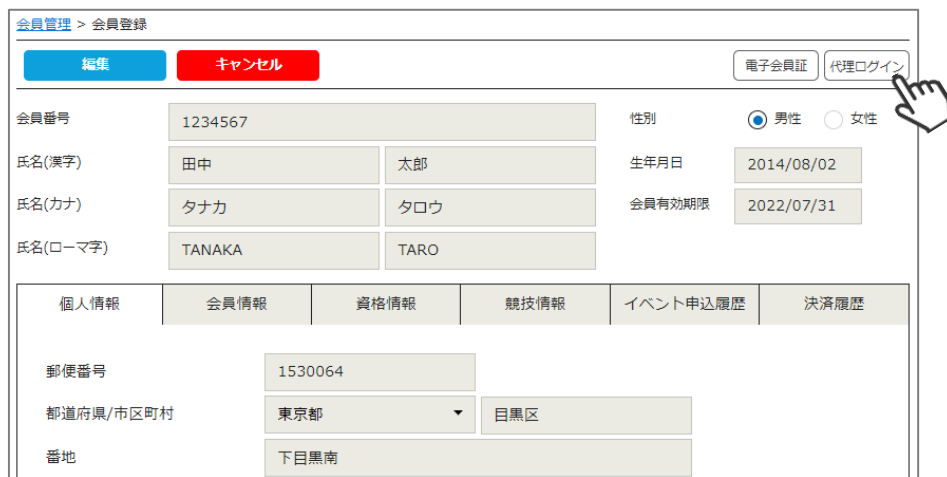 会員管理 > 会員登録
編集 キャンセル 電子会員証 代理ログイン
会員番号 1234567 性別 男性 女性
氏名(漢字) 田中 太郎 生年月日 2014/08/02
氏名(カナ) タナカ タロウ 会員有効期限 2022/07/31
氏名(ローマ字) TANAKA TARO
個人情報 会員情報 資格情報 競技情報 イベント申込履歴 決済履歴
郵便番号 1530064
都道府県/市区町村 東京都 目黒区
番地 下目黒南